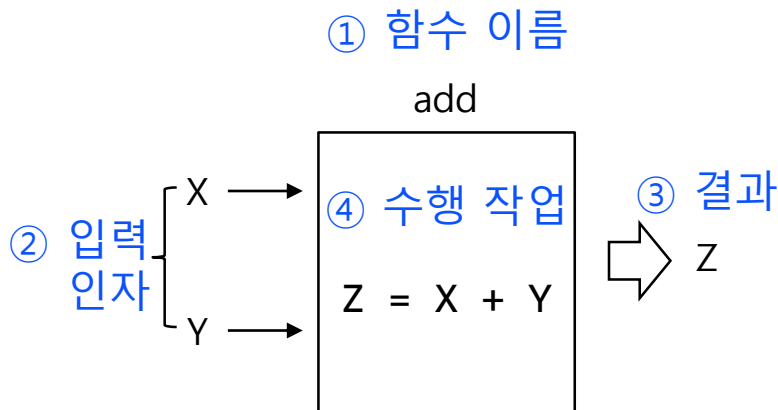 ① 함수 이름
add
X
④ 수행 작업
③ 결과
② 입력
인자
Z
Z = X + Y
Y